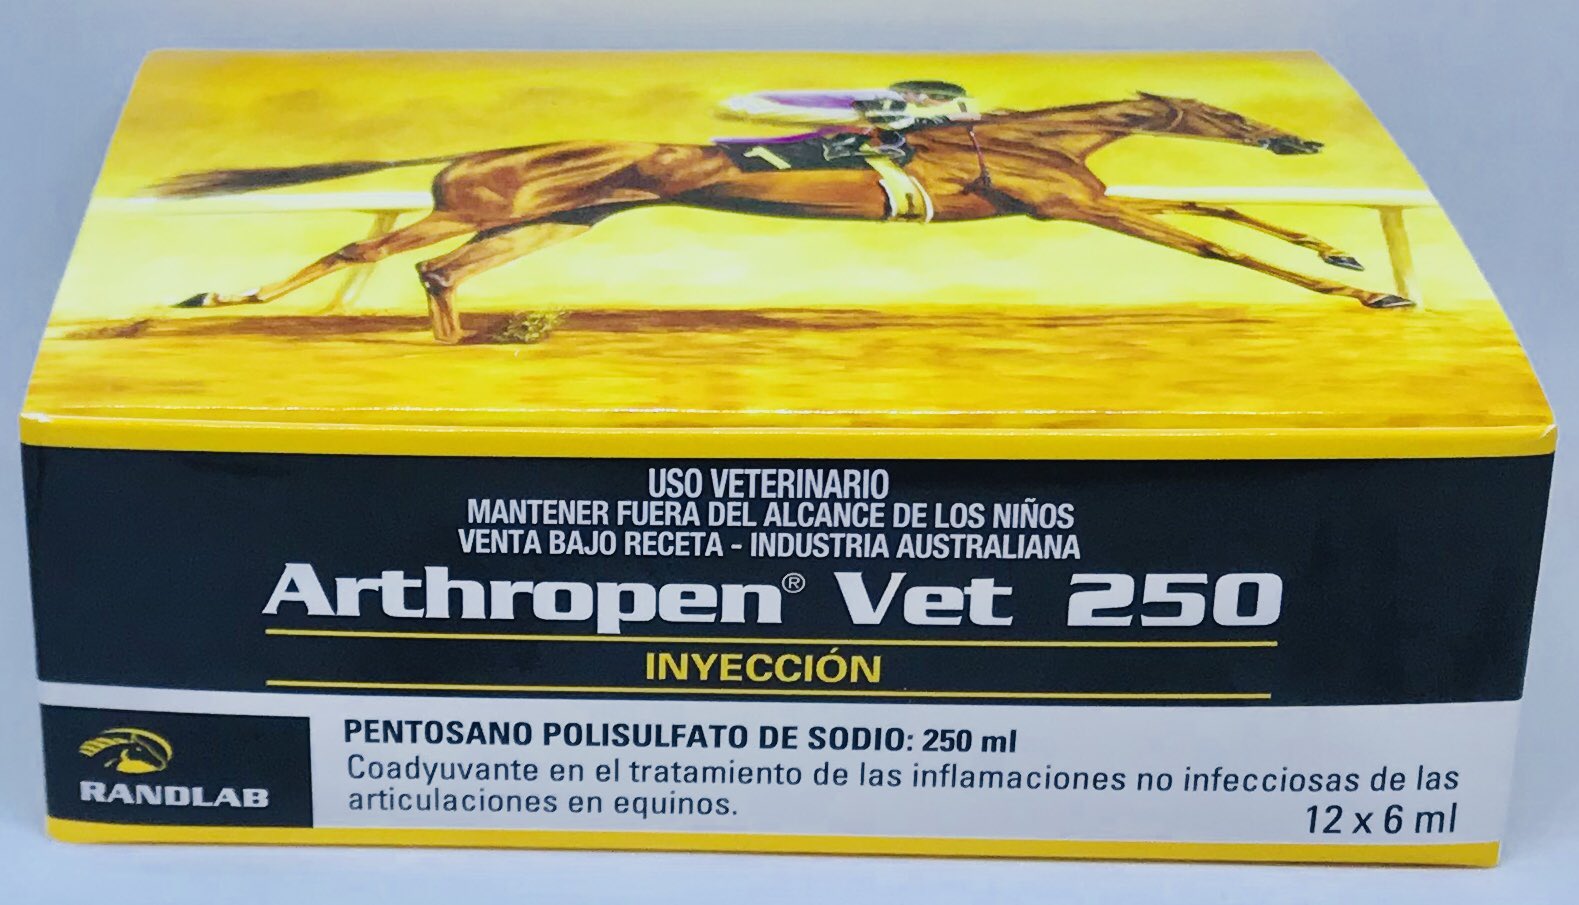 1
USO VETERINARIO
MANTENER FUERA DEL ALCANCE DE LOS NIÑOS
VENTA BAJO RECETA - INDUSTRIA AUSTRALIANA
Arthropen® Vet 250
INYECCIÓN
RANDLAB
PENTOSANO POLISULFATO DE SODIO: 250 ml
Coadyuvante en el tratamiento de las inflamaciones no infecciosas de las
articulaciones en equinos.
12 x 6 ml